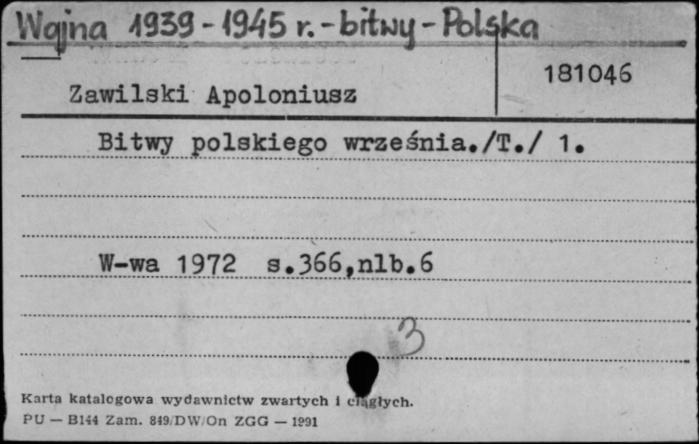 Wojna 1939 - 1945 r. - bitwy - Polska
181046
Zawilski Apoloniusz
Bitwy polskiego września./T./ 1.
W-wa 1972 s.366,nlb.6
3
Karta katalogowa wydawnictw zwartych i ciągłych.
PU — B144 Zam. 849/DW/On ZGG — 1991